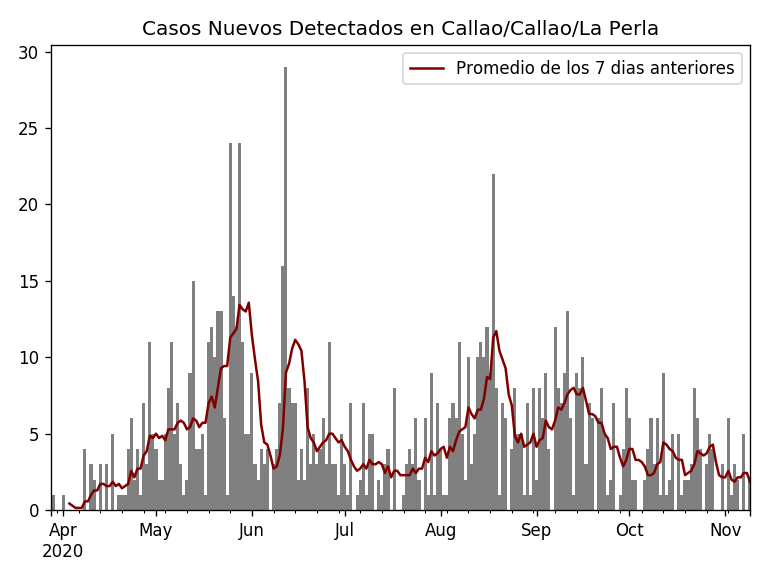 Casos Nuevos Detectados en Callao/Callao/La Perla
Promedio de los 7 dias anteriores
30
25
20
15
10
5
0
Apr May Jun Jul Aug Sep Oct Nov
2020